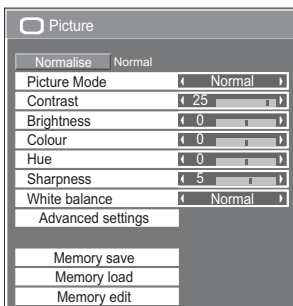 Picture
Normalise Normal
Picture Mode Normal
Contrast 25
Brightness 0
Colour 0
Hue 0
Sharpness 5
White balance Normal
Advanced settings
Memory save
Memory load
Memory edit